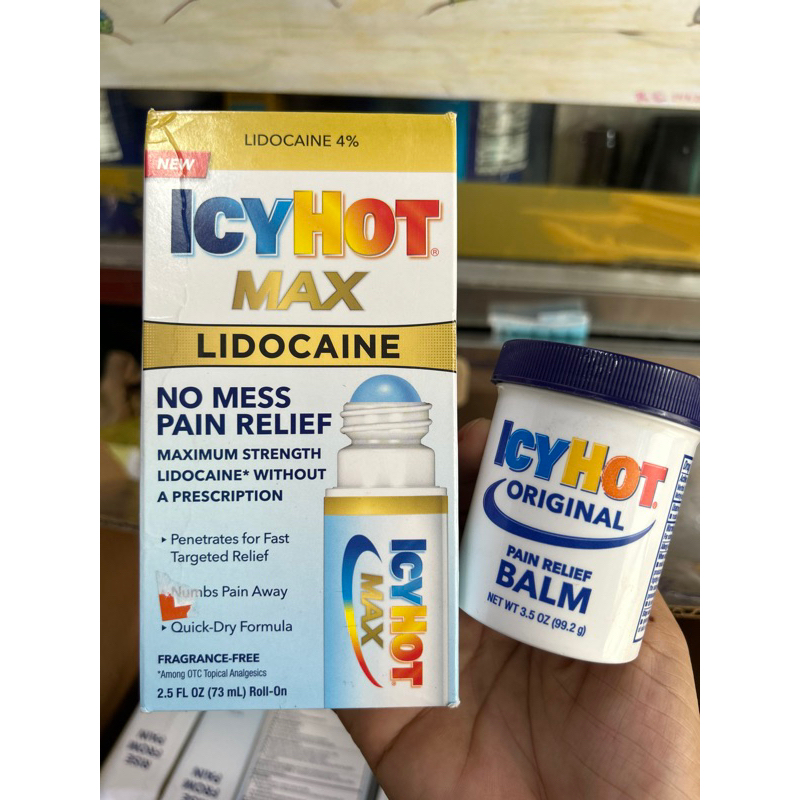 LIDOCAINE 4%
NEW
ICYHOT®
MAX
LIDOCAINE
NO MESS
PAIN RELIEF
MAXIMUM STRENGTH
LIDOCAINE* WITHOUT
A PRESCRIPTION
▸ Penetrates for Fast
Targeted Relief
Numbs Pain Away
▸ Quick-Dry Formula
FRAGRANCE-FREE
*Among OTC Topical Analgesics
2.5 FL OZ (73 mL) Roll-On
ICYHOT
MAX
ICYHOT
ORIGINAL
PAIN RELIEF
BALM
NET WT 3.5 OZ (99.2 g)